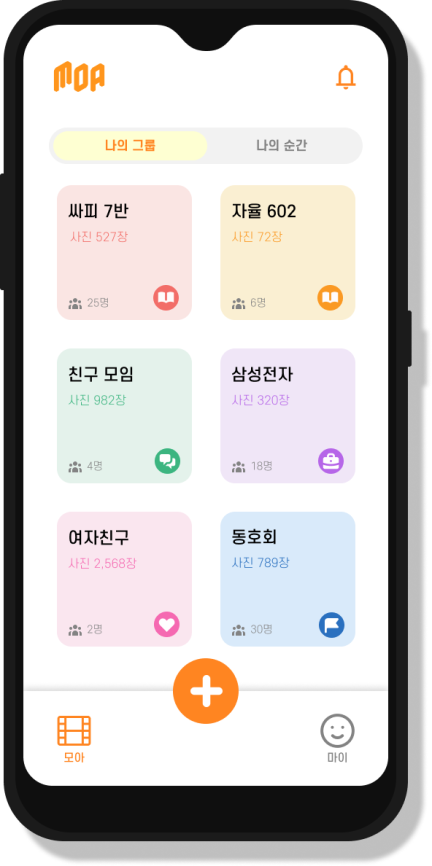 MOA
나의 그룹
나의 순간
싸피 7반
사진 527장
25명
자율 602
사진 72장
6명
친구 모임
사진 982장
4명
삼성전자
사진 320장
18명
여자친구
사진 2,568장
2명
동호회
사진 789장
30명
모아
마이